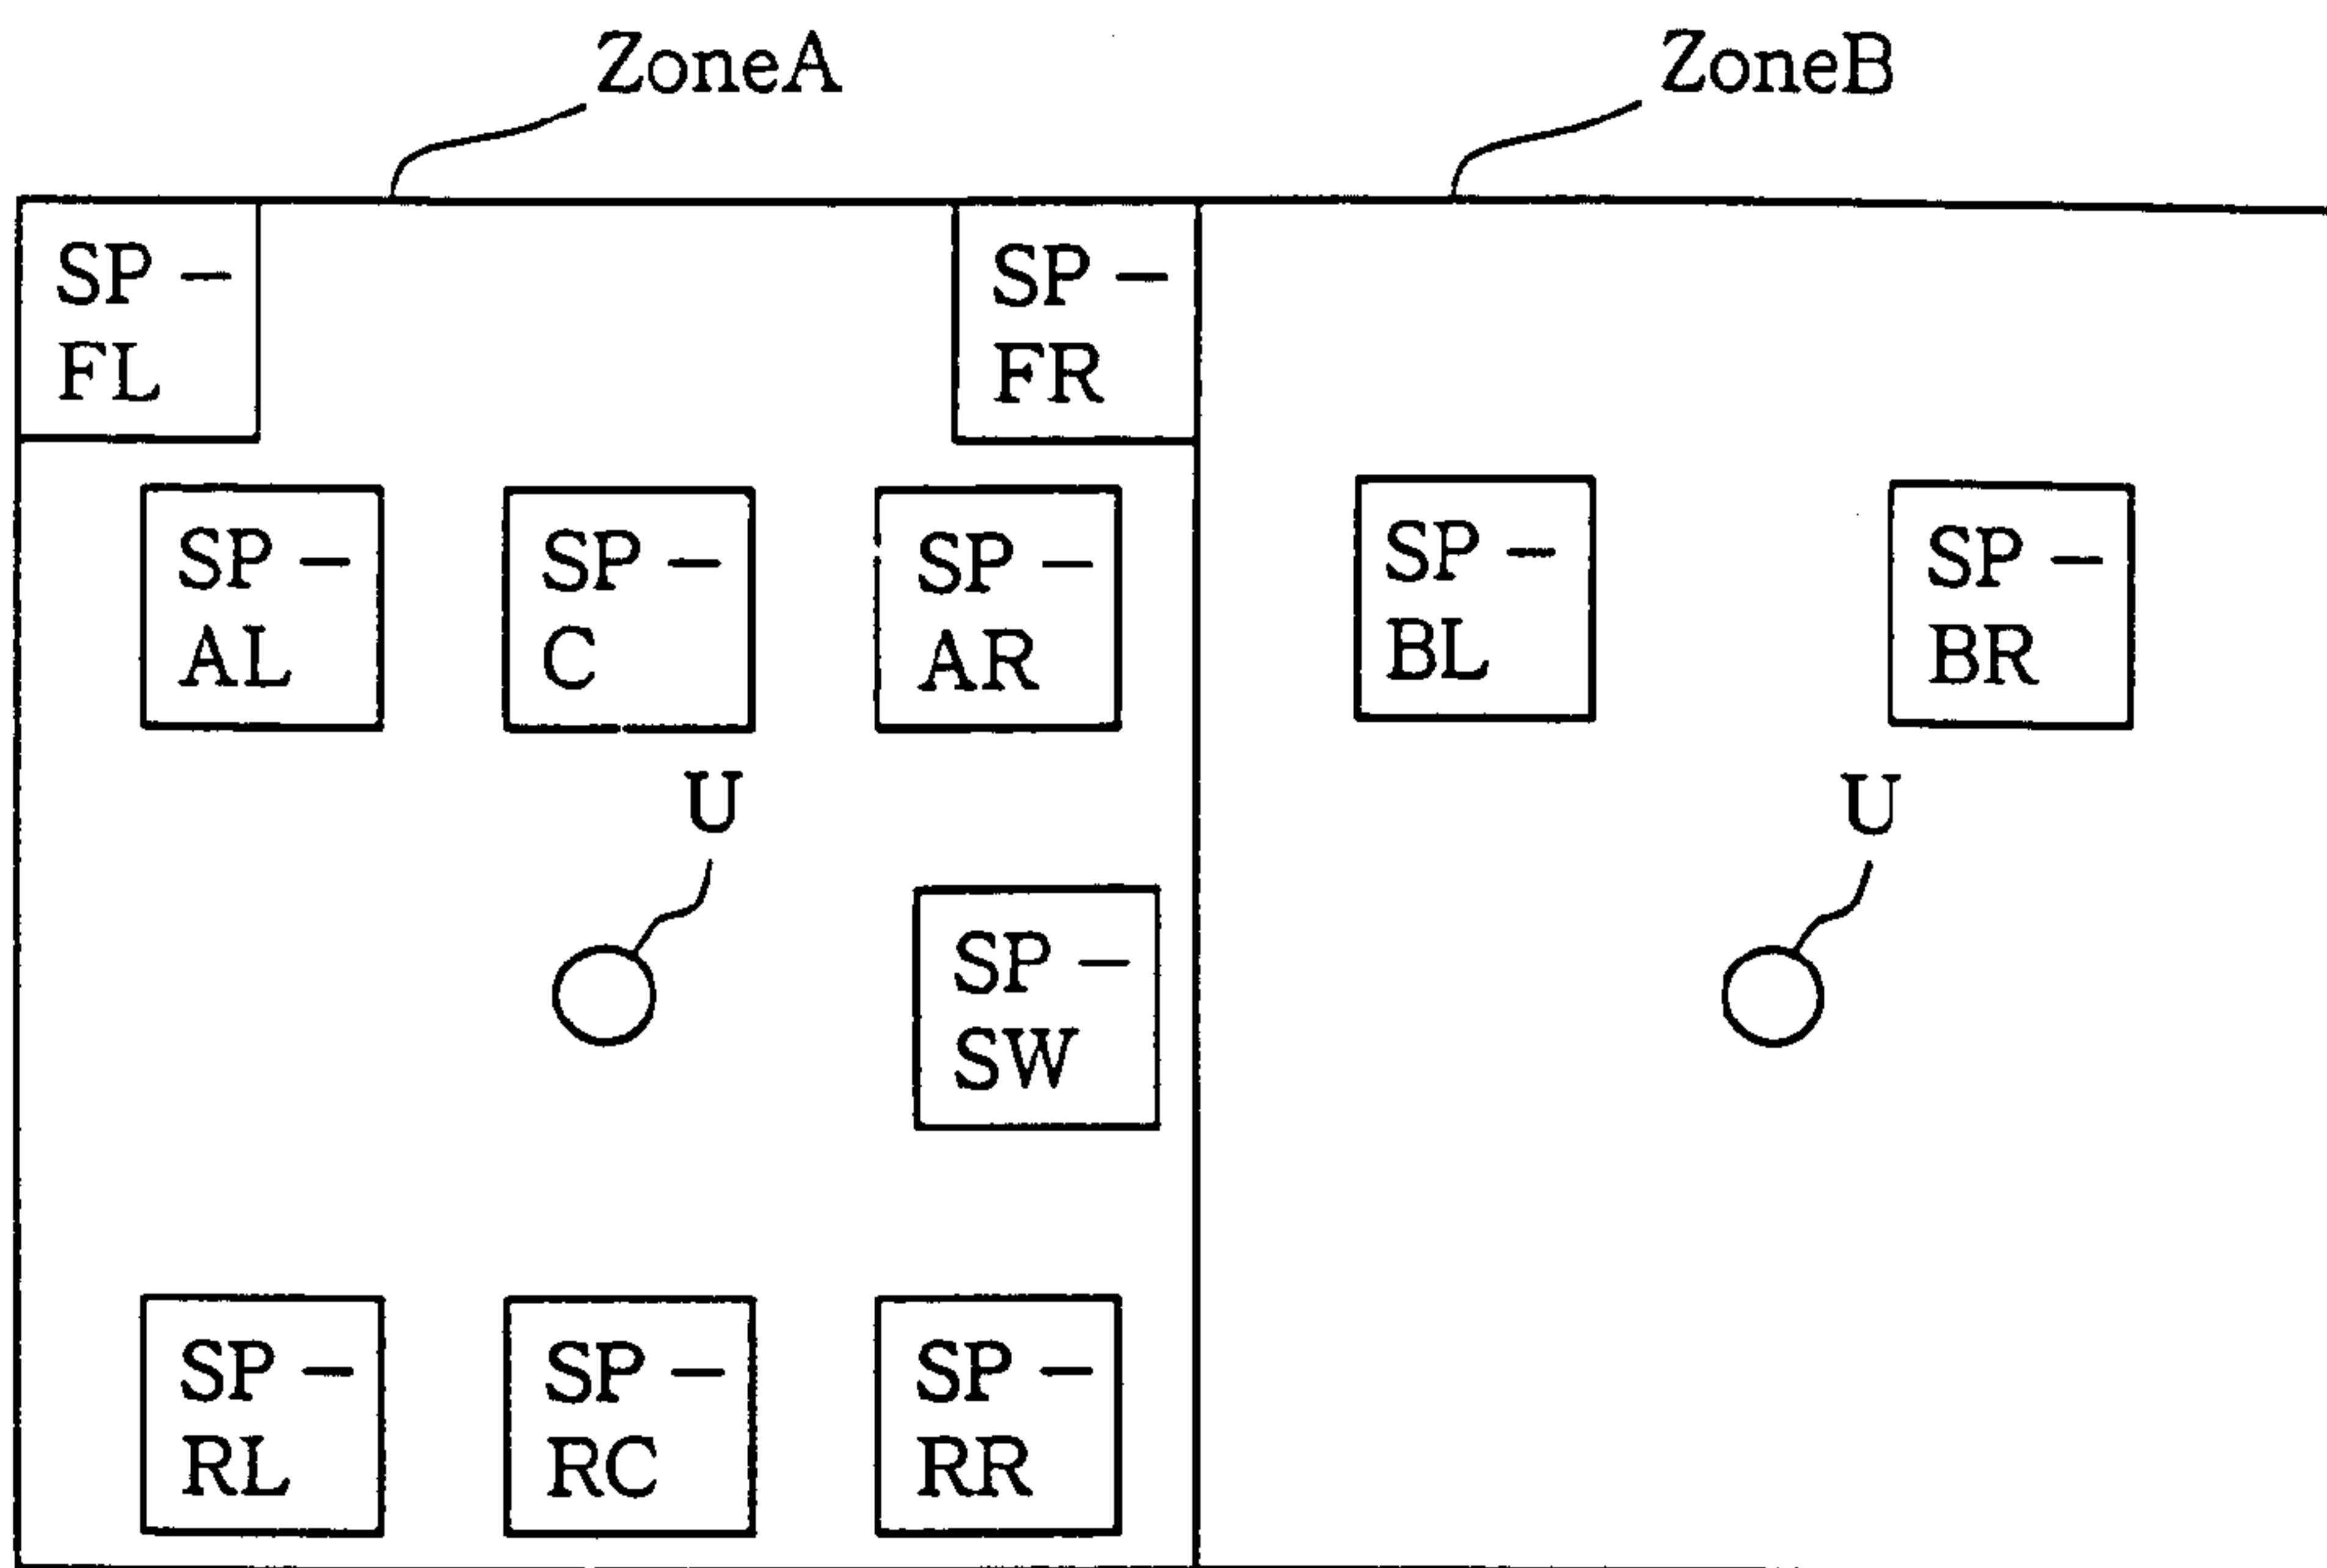 ZoneA
ZoneB
SP-
FL
SP-
FR
SP-
AL
SP-
C
SP-
AR
SP-
BL
SP-
BR
U
U
SP-
SW
SP-
RL
SP-
RC
SP-
RR